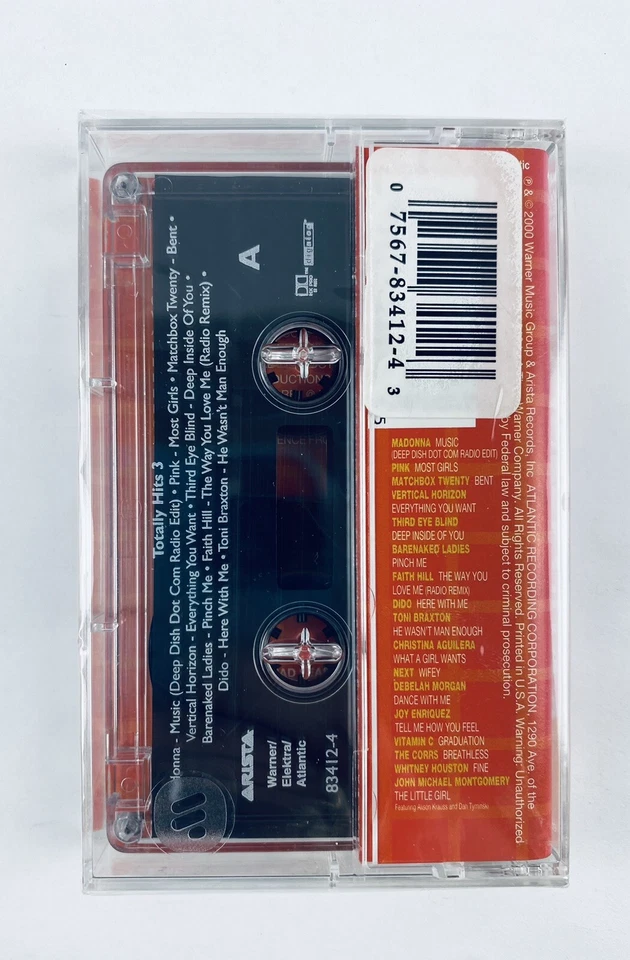 Totally Hits 3
donna - Music (Deep Dish Dot Com Radio Edit) • Pink - Most Girls • Matchbox Twenty - Bent •
Vertical Horizon - Everything You Want • Third Eye Blind - Deep Inside Of You •
Barenaked Ladies - Pinch Me • Faith Hill -The Way You Love Me (Radio Remix) •
Dido - Here With Me • Toni Braxton - He Wasn't Man Enough
A
digalog
ARISTA
Warner/
Elektra/
Atlantic
83412-4
0 7567-83412-4 3
5
MADONNA MUSIC
(DEEP DISH DOT COM RADIO EDIT)
PINK MOST GIRLS
MATCHBOX TWENTY BENT
VERTICAL HORIZON
EVERYTHING YOU WANT
THIRD EYE BLIND
DEEP INSIDE OF YOU
BARENAKED LADIES
PINCH ME
FAITH HILL THE WAY YOU
LOVE ME (RADIO REMIX)
DIDO HERE WITH ME
TONI BRAXTON
HE WASN'T MAN ENOUGH
CHRISTINA AGUILERA
WHAT A GIRL WANTS
NEXT WIFEY
DEBELAH MORGAN
DANCE WITH ME
JOY ENRIQUEZ
TELL ME HOW YOU FEEL
VITAMIN C GRADUATION
THE CORRS BREATHLESS
WHITNEY HOUSTON FINE
JOHN MICHAEL MONTGOMERY
THE LITTLE GIRL
Featuring Alison Krauss and Dan Tyminski
tic
℗ & © 2000 Warner Music Group & Arista Records, Inc. ATLANTIC RECORDING CORPORATION, 1290 Ave. of the
Warner Company. All Rights Reserved. Printed in U.S.A. Warning: Unauthorized
by Federal law and subject to criminal prosecution.